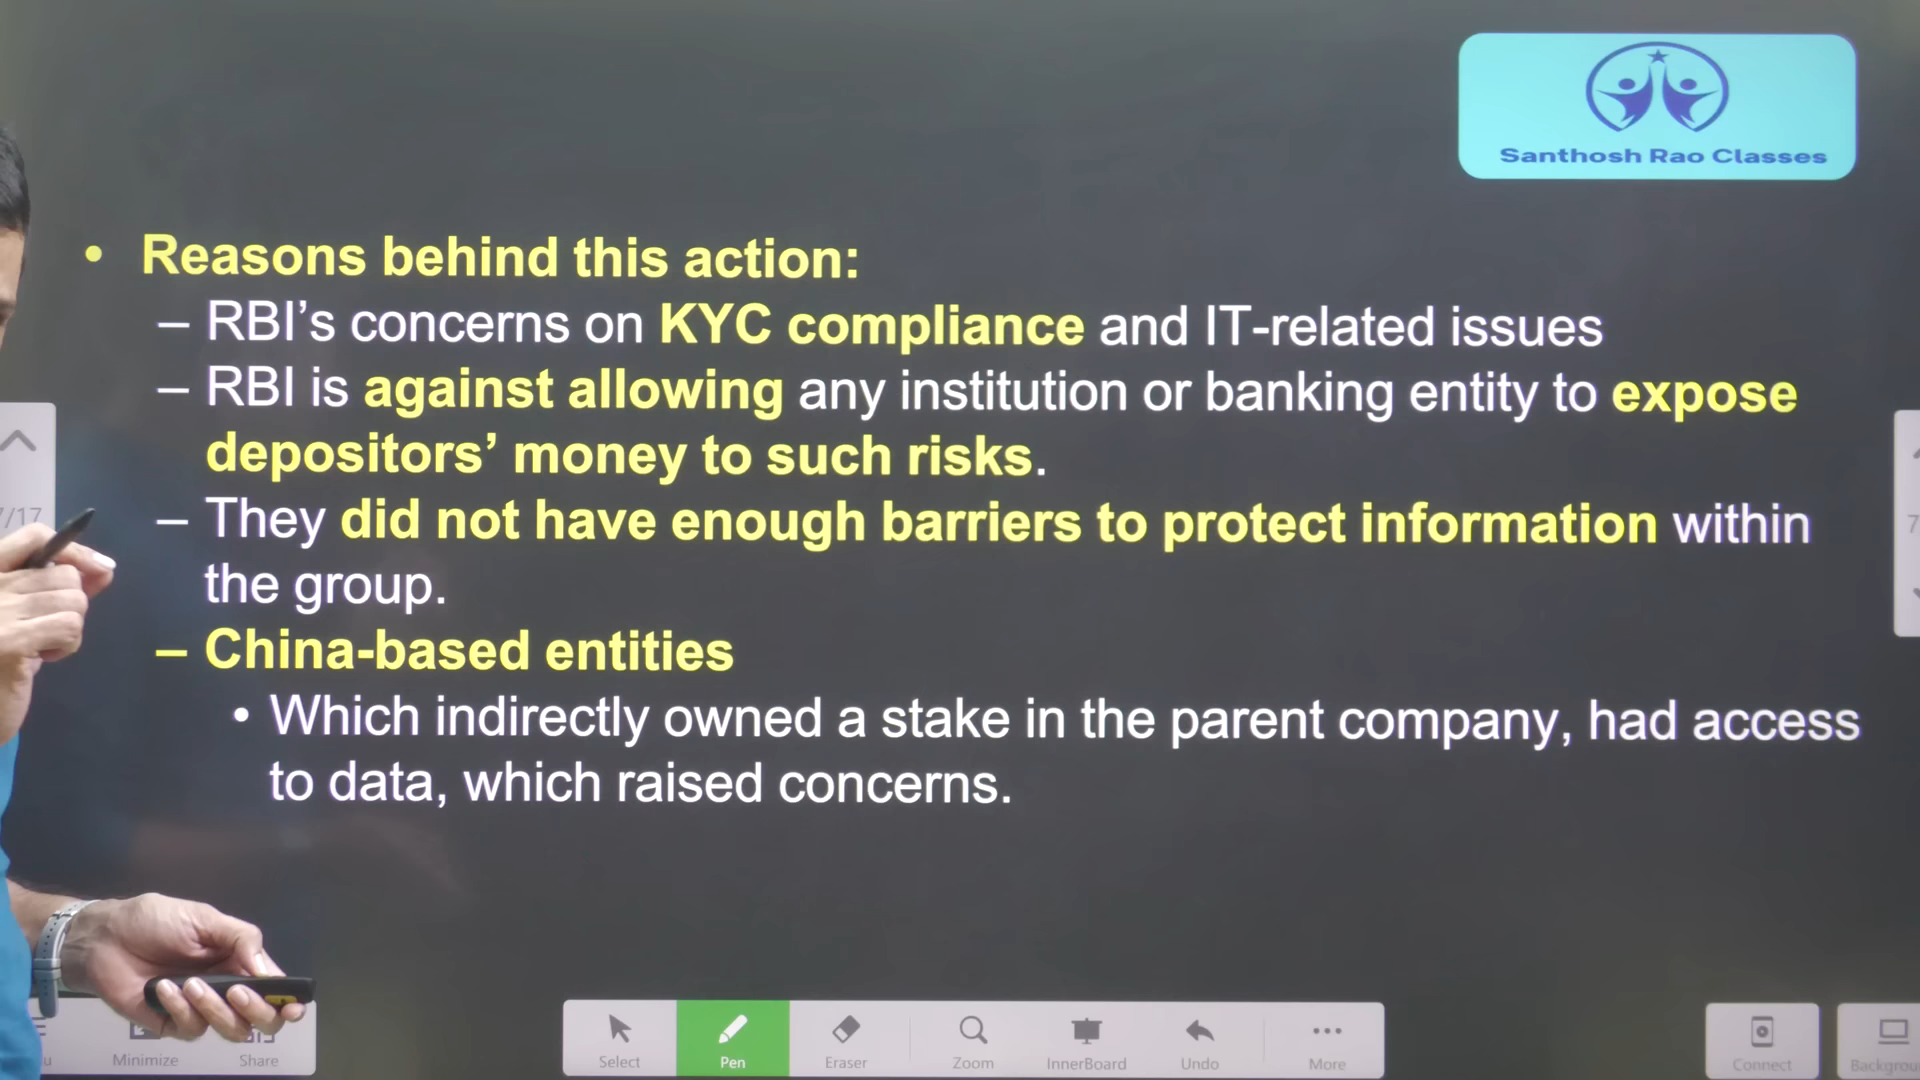 Santhosh Rao Classes
• Reasons behind this action:
– RBI’s concerns on KYC compliance and IT-related issues
– RBI is against allowing any institution or banking entity to expose
depositors’ money to such risks.
– They did not have enough barriers to protect information within
the group.
– China-based entities
• Which indirectly owned a stake in the parent company, had access
to data, which raised concerns.
/17
7
Minimize
Share
Select
Pen
Eraser
Zoom
InnerBoard
Undo
More
Connect
Backgrou